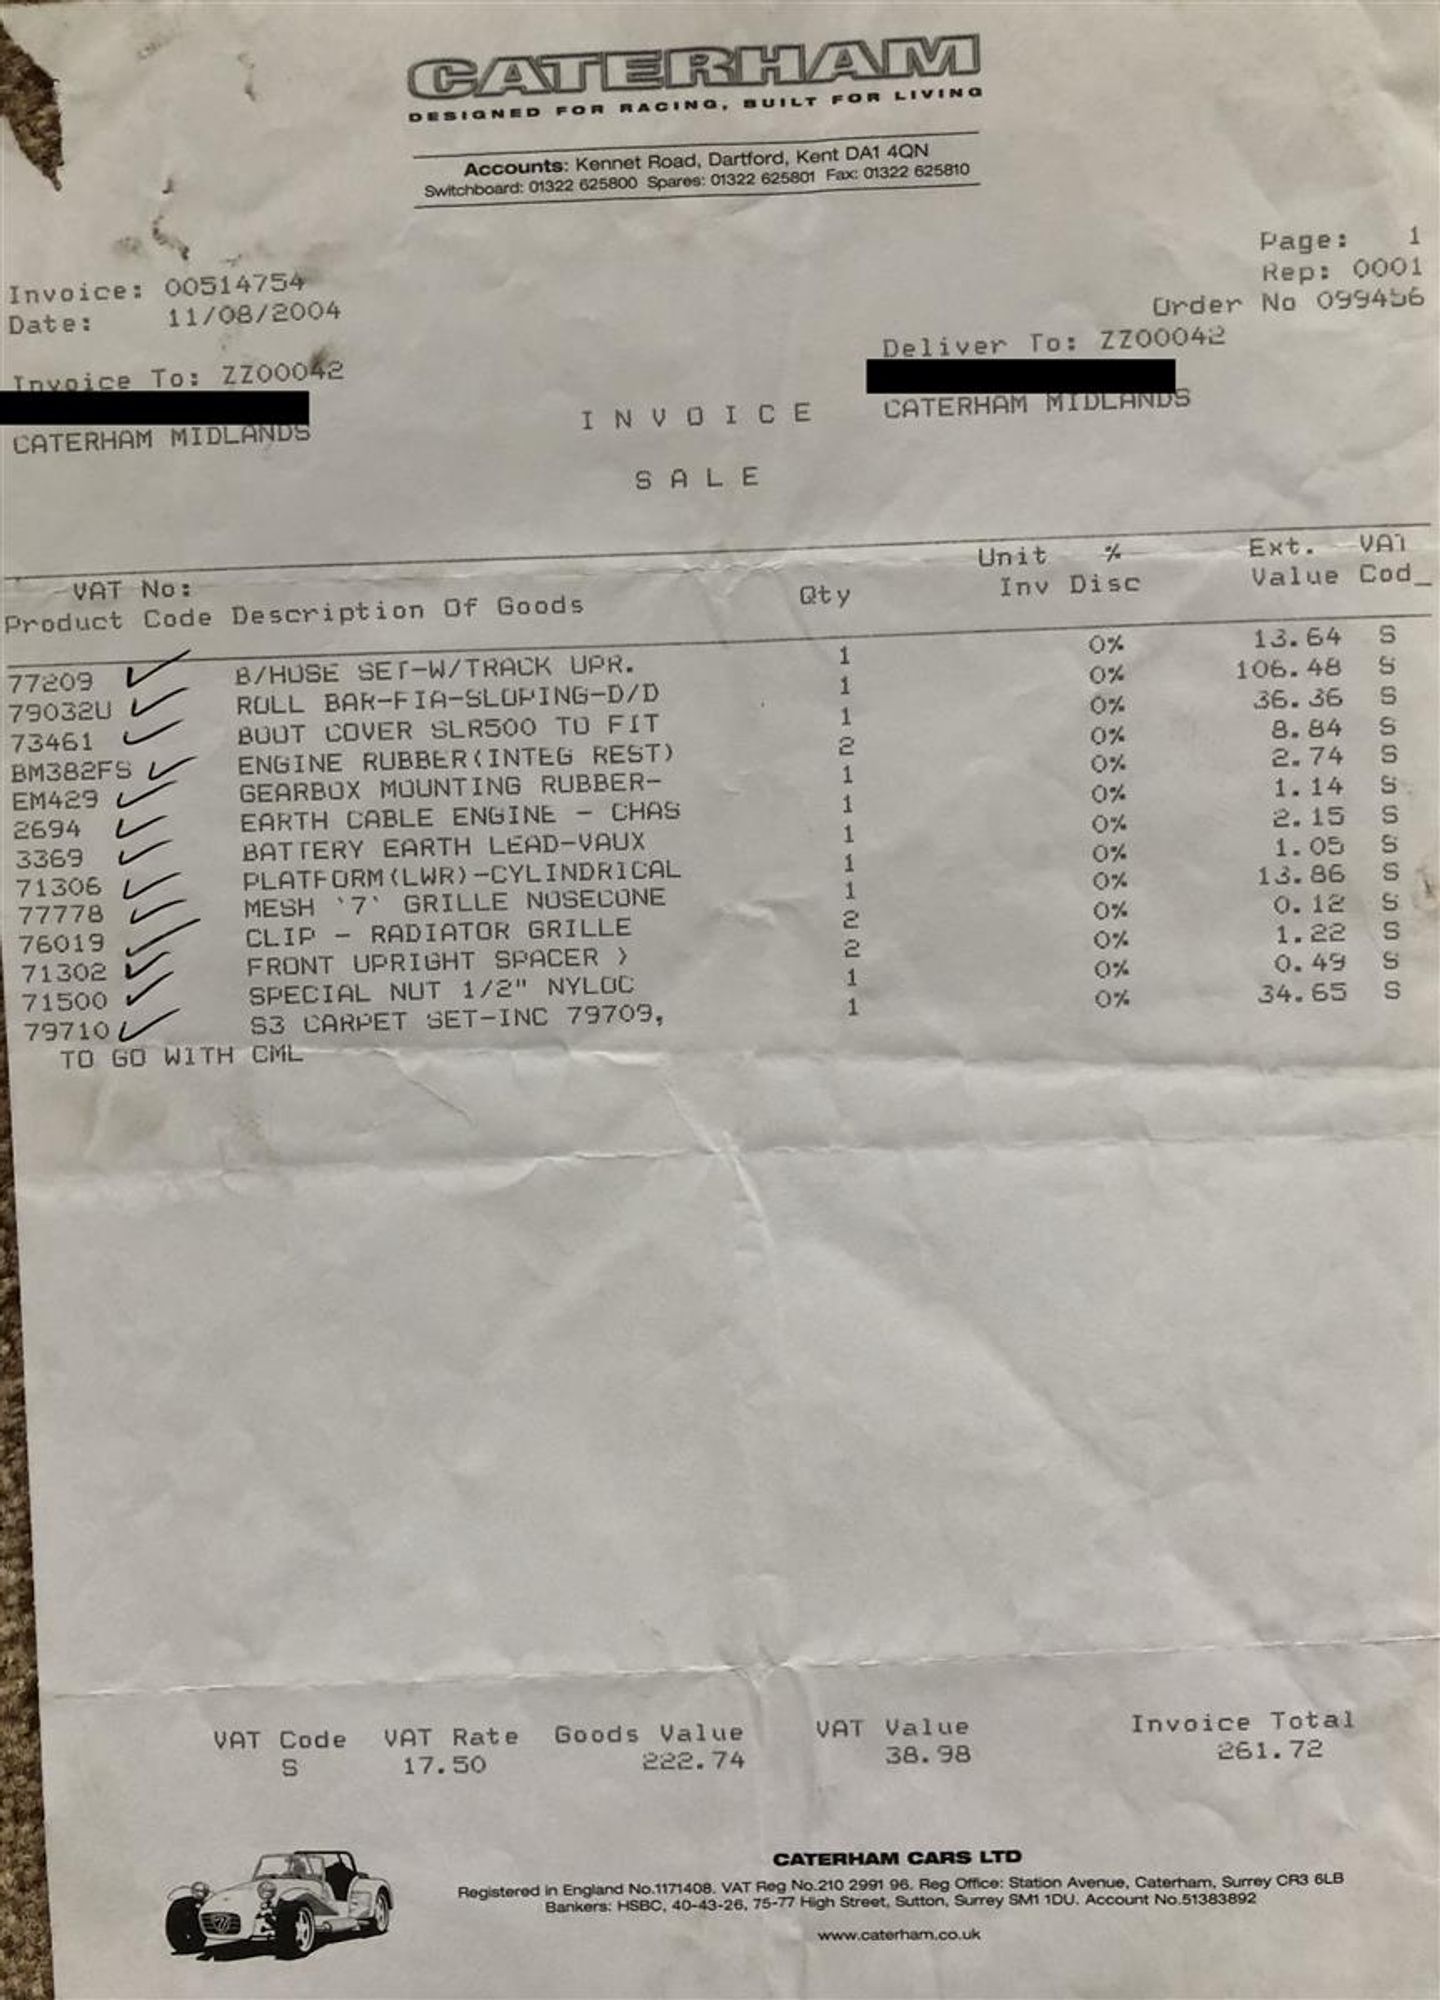 CATERHAM
DESIGNED FOR RACING, BUILT FOR LIVING
Accounts: Kennet Road, Dartford, Kent DA1 4QN
Switchboard: 01322 625800 Spares: 01322 625801 Fax: 01322 625810
Page: 1
Invoice: 00514754 Rep: 0001
Date: 11/08/2004 Order No 099456
Invoice To: ZZ00042 Deliver To: ZZ00042
CATERHAM MIDLANDS INVOICE CATERHAM MIDLANDS
SALE
VAT No: Unit % Ext. VAT
Product Code Description Of Goods Qty Inv Disc Value Cod_
77209 B/HOSE SET-W/TRACK UPR. 1 0% 13.64 S
79032U ROLL BAR-FIA-SLOPING-D/D 1 0% 106.48 S
73461 BOOT COVER SLR500 TO FIT 1 0% 36.36 S
BM382FS ENGINE RUBBER(INTEG REST) 2 0% 8.84 S
EM429 GEARBOX MOUNTING RUBBER- 1 0% 2.74 S
2694 EARTH CABLE ENGINE - CHAS 1 0% 1.14 S
3369 BATTERY EARTH LEAD-VAUX 1 0% 2.15 S
71306 PLATFORM(LWR)-CYLINDRICAL 1 0% 1.05 S
77778 MESH '7' GRILLE NOSECONE 1 0% 13.86 S
76019 CLIP - RADIATOR GRILLE 2 0% 0.12 S
71302 FRONT UPRIGHT SPACER > 2 0% 1.22 S
71500 SPECIAL NUT 1/2" NYLOC 1 0% 0.49 S
79710 S3 CARPET SET-INC 79709, 1 0% 34.65 S
TO GO WITH CML
VAT Code VAT Rate Goods Value VAT Value Invoice Total
S 17.50 222.74 38.98 261.72
CATERHAM CARS LTD
Registered in England No.1171408. VAT Reg No.210 2991 96. Reg Office: Station Avenue, Caterham, Surrey CR3 6LB
Bankers: HSBC, 40-43-26, 75-77 High Street, Sutton, Surrey SM1 1DU. Account No.51383892
www.caterham.co.uk